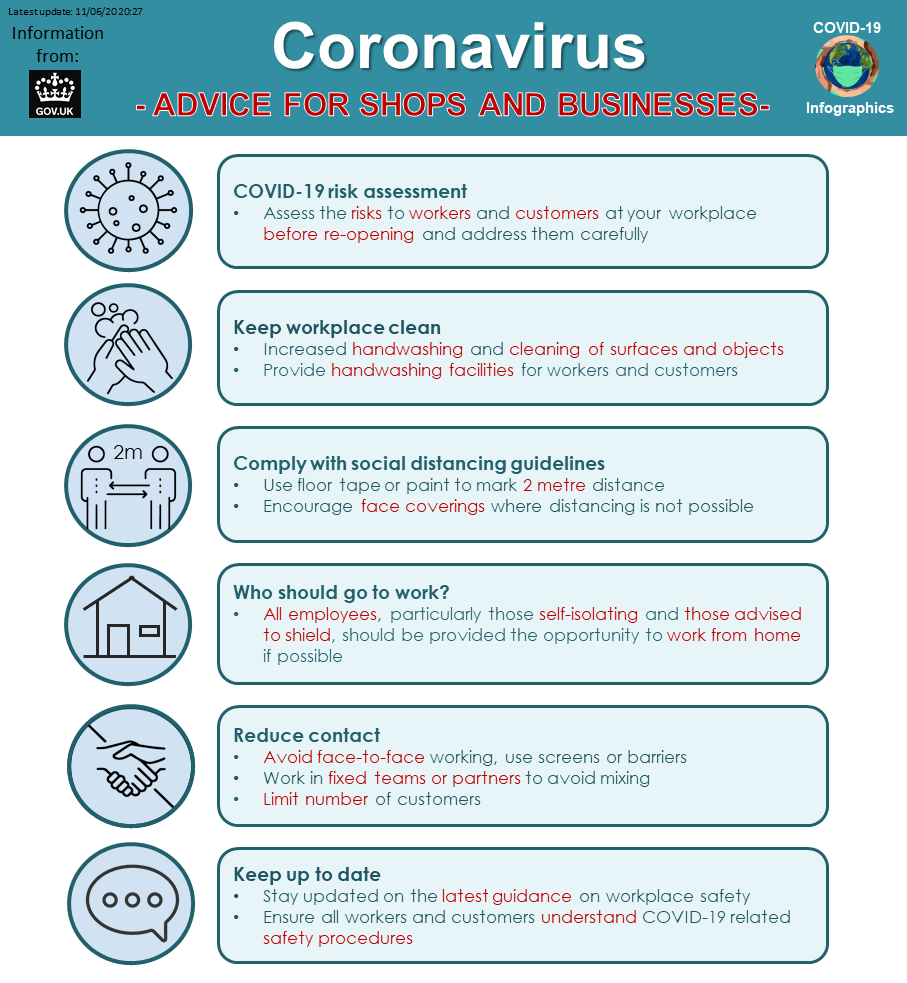 Latest update: 11/06/20 20:27
Information
from:
GOV.UK
Coronavirus
- ADVICE FOR SHOPS AND BUSINESSES-
COVID-19
Infographics
COVID-19 risk assessment
• Assess the risks to workers and customers at your workplace
before re-opening and address them carefully
Keep workplace clean
• Increased handwashing and cleaning of surfaces and objects
• Provide handwashing facilities for workers and customers
2m
Comply with social distancing guidelines
• Use floor tape or paint to mark 2 metre distance
• Encourage face coverings where distancing is not possible
Who should go to work?
• All employees, particularly those self-isolating and those advised
to shield, should be provided the opportunity to work from home
if possible
Reduce contact
• Avoid face-to-face working, use screens or barriers
• Work in fixed teams or partners to avoid mixing
• Limit number of customers
Keep up to date
• Stay updated on the latest guidance on workplace safety
• Ensure all workers and customers understand COVID-19 related
safety procedures